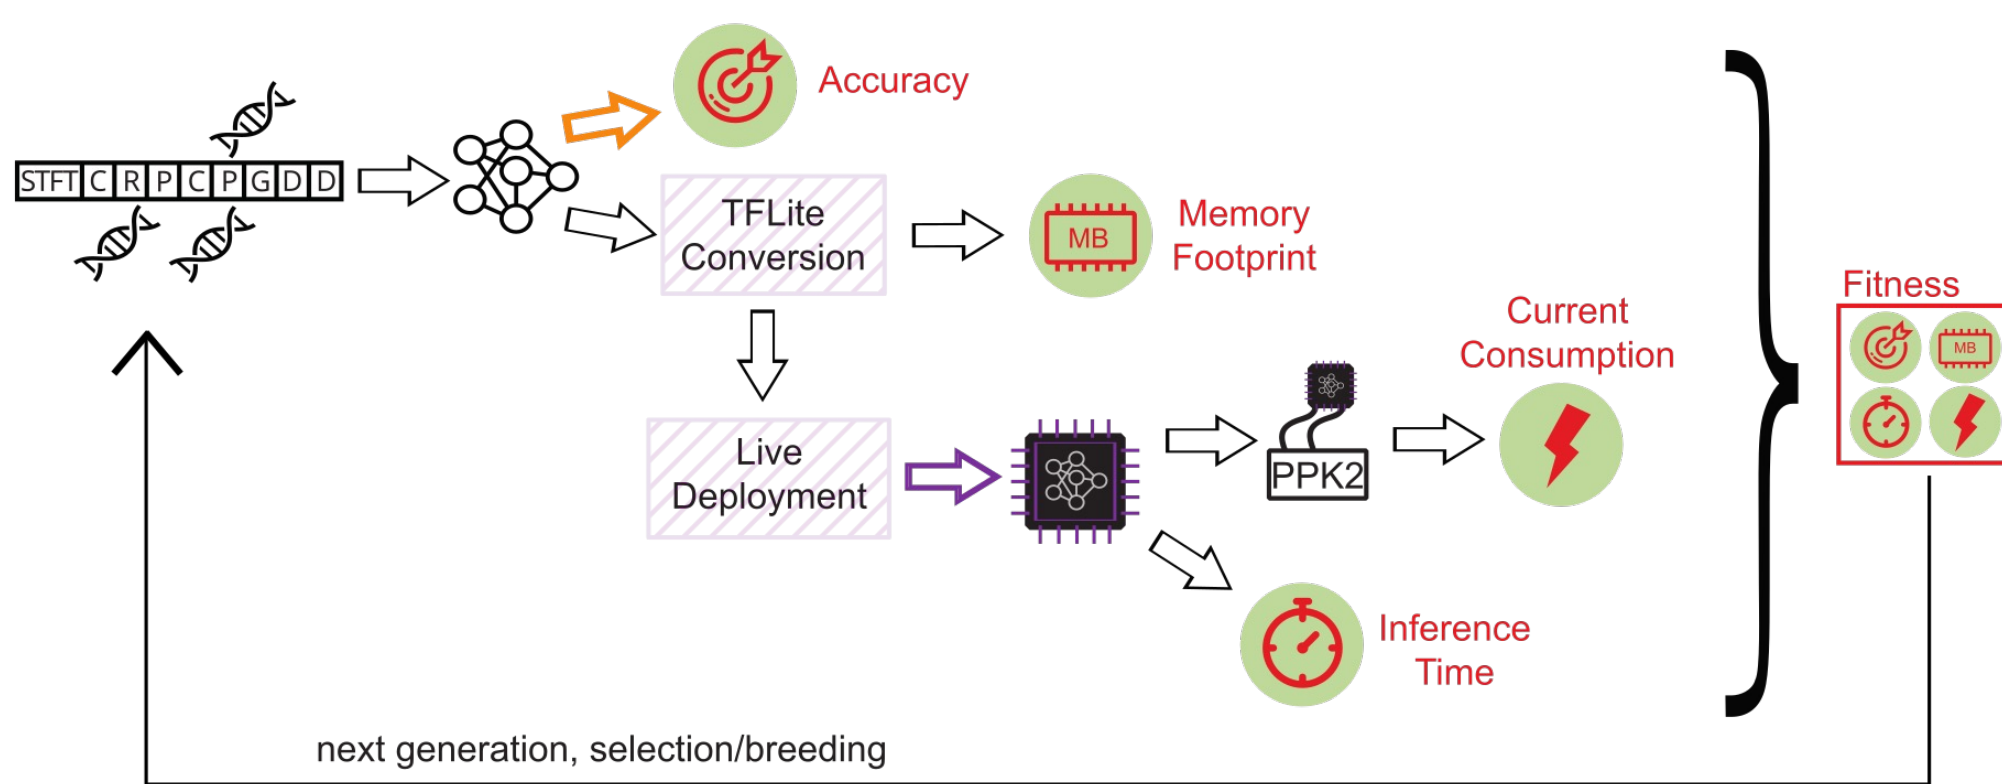 Accuracy
STFT C R P C P G D D
TFLite
Conversion
MB
Memory
Footprint
Fitness
MB
Current
Consumption
Live
Deployment
PPK2
Inference
Time
next generation, selection/breeding